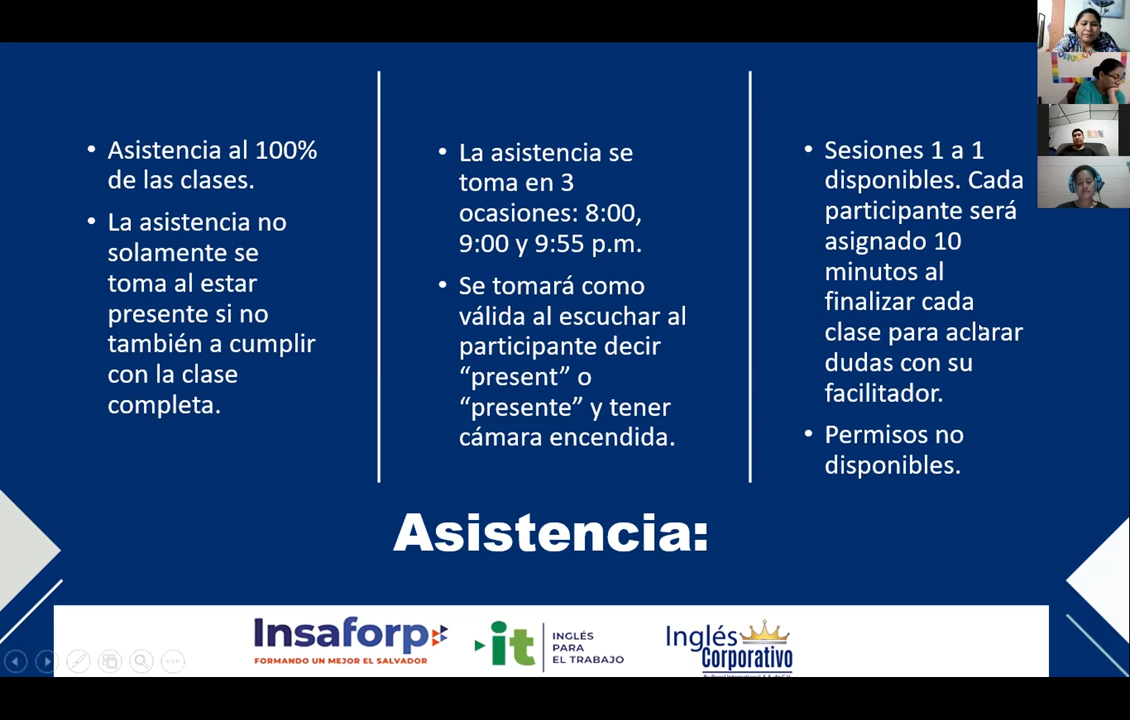 • Asistencia al 100%
de las clases.
• La asistencia no
solamente se
toma al estar
presente si no
también a cumplir
con la clase
completa.
• La asistencia se
toma en 3
ocasiones: 8:00,
9:00 y 9:55 p.m.
• Se tomará como
válida al escuchar al
participante decir
“present” o
“presente” y tener
cámara encendida.
• Sesiones 1 a 1
disponibles. Cada
participante será
asignado 10
minutos al
finalizar cada
clase para aclarar
dudas con su
facilitador.
• Permisos no
disponibles.
Asistencia:
Insaforp
FORMANDO UN MEJOR EL SALVADOR
it
INGLÉS
PARA
EL TRABAJO
Inglés
Corporativo